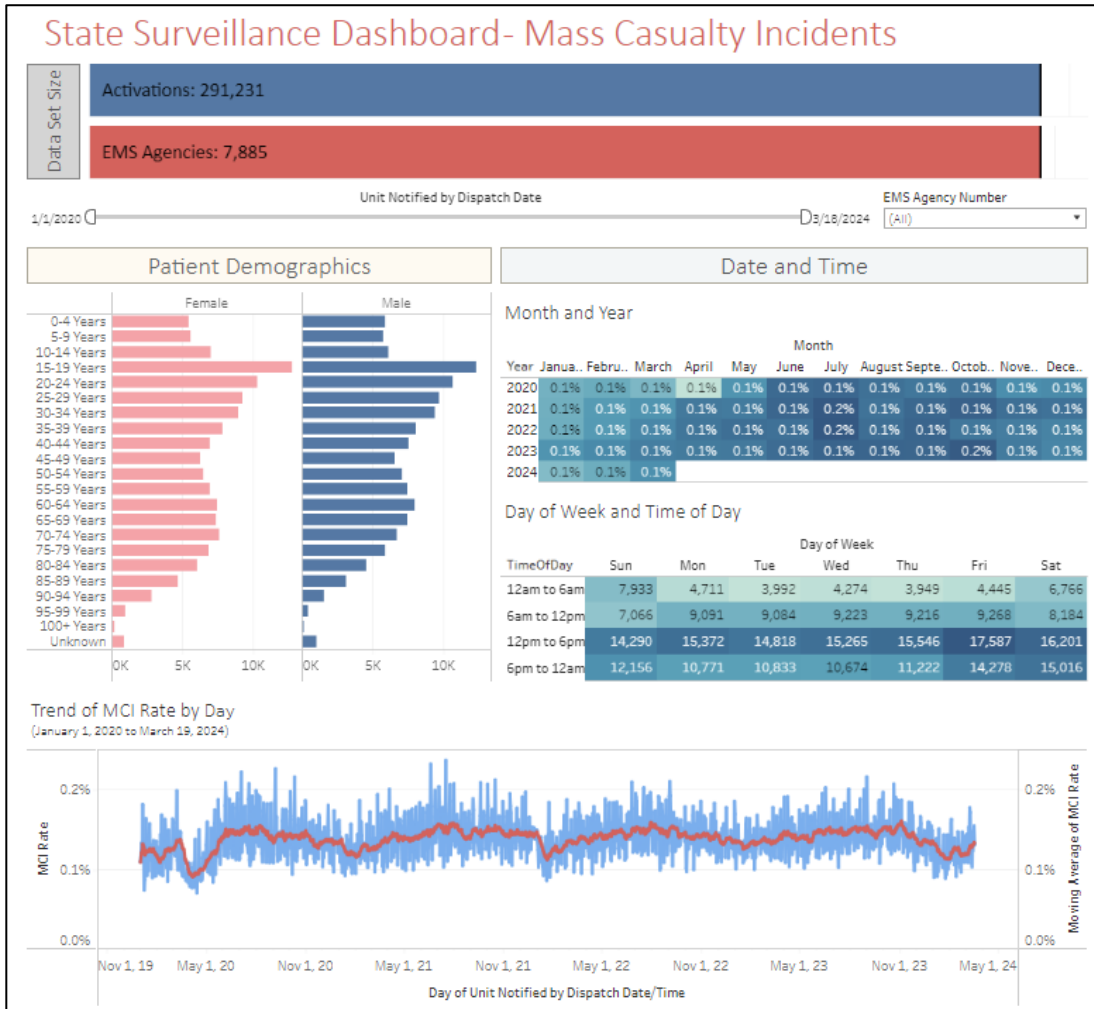 State Surveillance Dashboard- Mass Casualty Incidents
Data Set Size
Activations: 291,231
EMS Agencies: 7,885
Unit Notified by Dispatch Date
1/1/2020
3/18/2024
EMS Agency Number
(All)
Patient Demographics
Female Male
0-4 Years
5-9 Years
10-14 Years
15-19 Years
20-24 Years
25-29 Years
30-34 Years
35-39 Years
40-44 Years
45-49 Years
50-54 Years
55-59 Years
60-64 Years
65-69 Years
70-74 Years
75-79 Years
80-84 Years
85-89 Years
90-94 Years
95-99 Years
100+ Years
Unknown
0K 5K 10K 0K 5K 10K
Date and Time
Month and Year
Month
Year Janua.. Febru.. March April May June July August Septe.. Octob.. Nove.. Dece..
2020 0.1% 0.1% 0.1% 0.1% 0.1% 0.1% 0.1% 0.1% 0.1% 0.1% 0.1% 0.1%
2021 0.1% 0.1% 0.1% 0.1% 0.1% 0.1% 0.2% 0.1% 0.1% 0.1% 0.1% 0.1%
2022 0.1% 0.1% 0.1% 0.1% 0.1% 0.1% 0.2% 0.1% 0.1% 0.1% 0.1% 0.1%
2023 0.1% 0.1% 0.1% 0.1% 0.1% 0.1% 0.1% 0.1% 0.1% 0.2% 0.1% 0.1%
2024 0.1% 0.1% 0.1%
Day of Week and Time of Day
Day of Week
TimeOfDay Sun Mon Tue Wed Thu Fri Sat
12am to 6am 7,933 4,711 3,992 4,274 3,949 4,445 6,766
6am to 12pm 7,066 9,091 9,084 9,223 9,216 9,268 8,184
12pm to 6pm 14,290 15,372 14,818 15,265 15,546 17,587 16,201
6pm to 12am 12,156 10,771 10,833 10,674 11,222 14,278 15,016
Trend of MCI Rate by Day
(January 1, 2020 to March 19, 2024)
MCI Rate
0.2%
0.1%
0.0%
0.2%
0.1%
0.0%
Moving Average of MCI Rate
Nov 1, 19 May 1, 20 Nov 1, 20 May 1, 21 Nov 1, 21 May 1, 22 Nov 1, 22 May 1, 23 Nov 1, 23 May 1, 24
Day of Unit Notified by Dispatch Date/Time